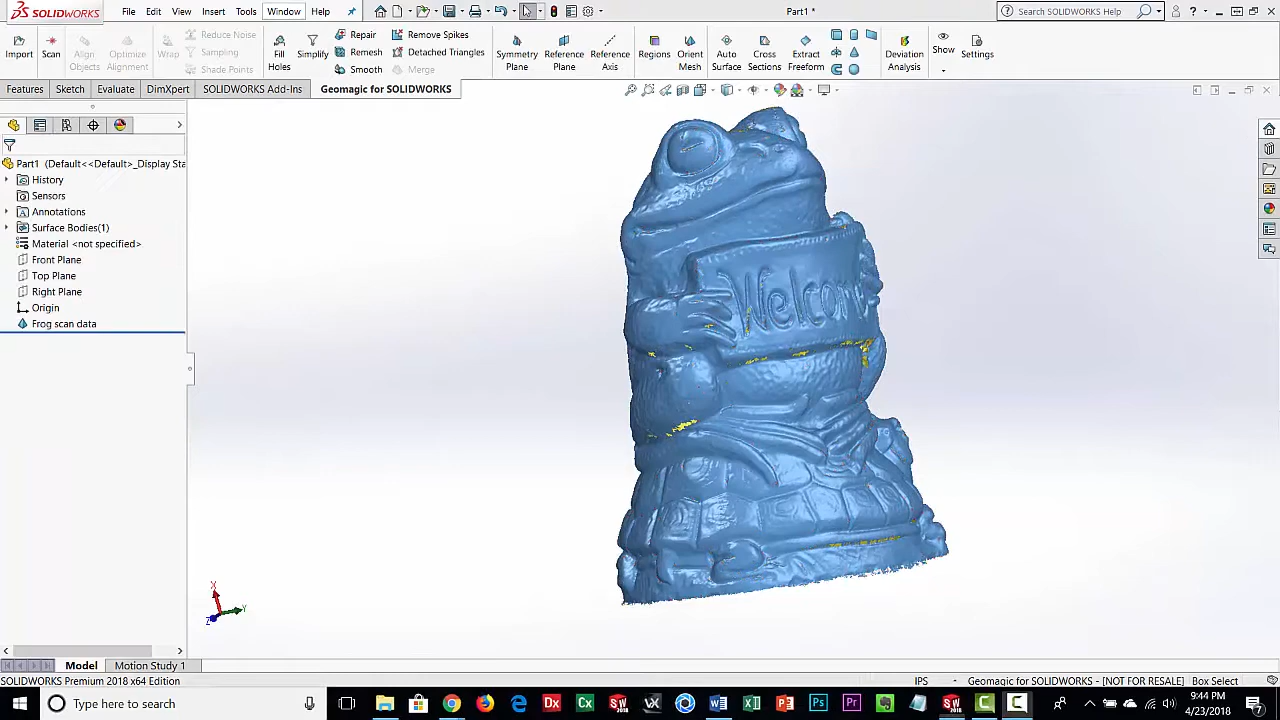 SOLIDWORKS File Edit View Insert Tools Window Help Part1 * Search SOLIDWORKS Help
Import Scan Align Objects Optimize Alignment Wrap Reduce Noise Sampling Shade Points Fill Holes Simplify Repair Remesh Smooth Remove Spikes Detached Triangles Merge Symmetry Plane Reference Plane Reference Axis Regions Orient Mesh Auto Surface Cross Sections Extract Freeform Deviation Analysis Show Settings
Features Sketch Evaluate DimXpert SOLIDWORKS Add-Ins Geomagic for SOLIDWORKS
Part1 (Default<<Default>_Display Sta
History
Sensors
Annotations
Surface Bodies(1)
Material <not specified>
Front Plane
Top Plane
Right Plane
Origin
Frog scan data
Welcom
X
Y
Z
Model Motion Study 1
SOLIDWORKS Premium 2018 x64 Edition IPS - Geomagic for SOLIDWORKS - [NOT FOR RESALE] Box Select
Type here to search Dx Cx 9:44 PM
4/23/2018